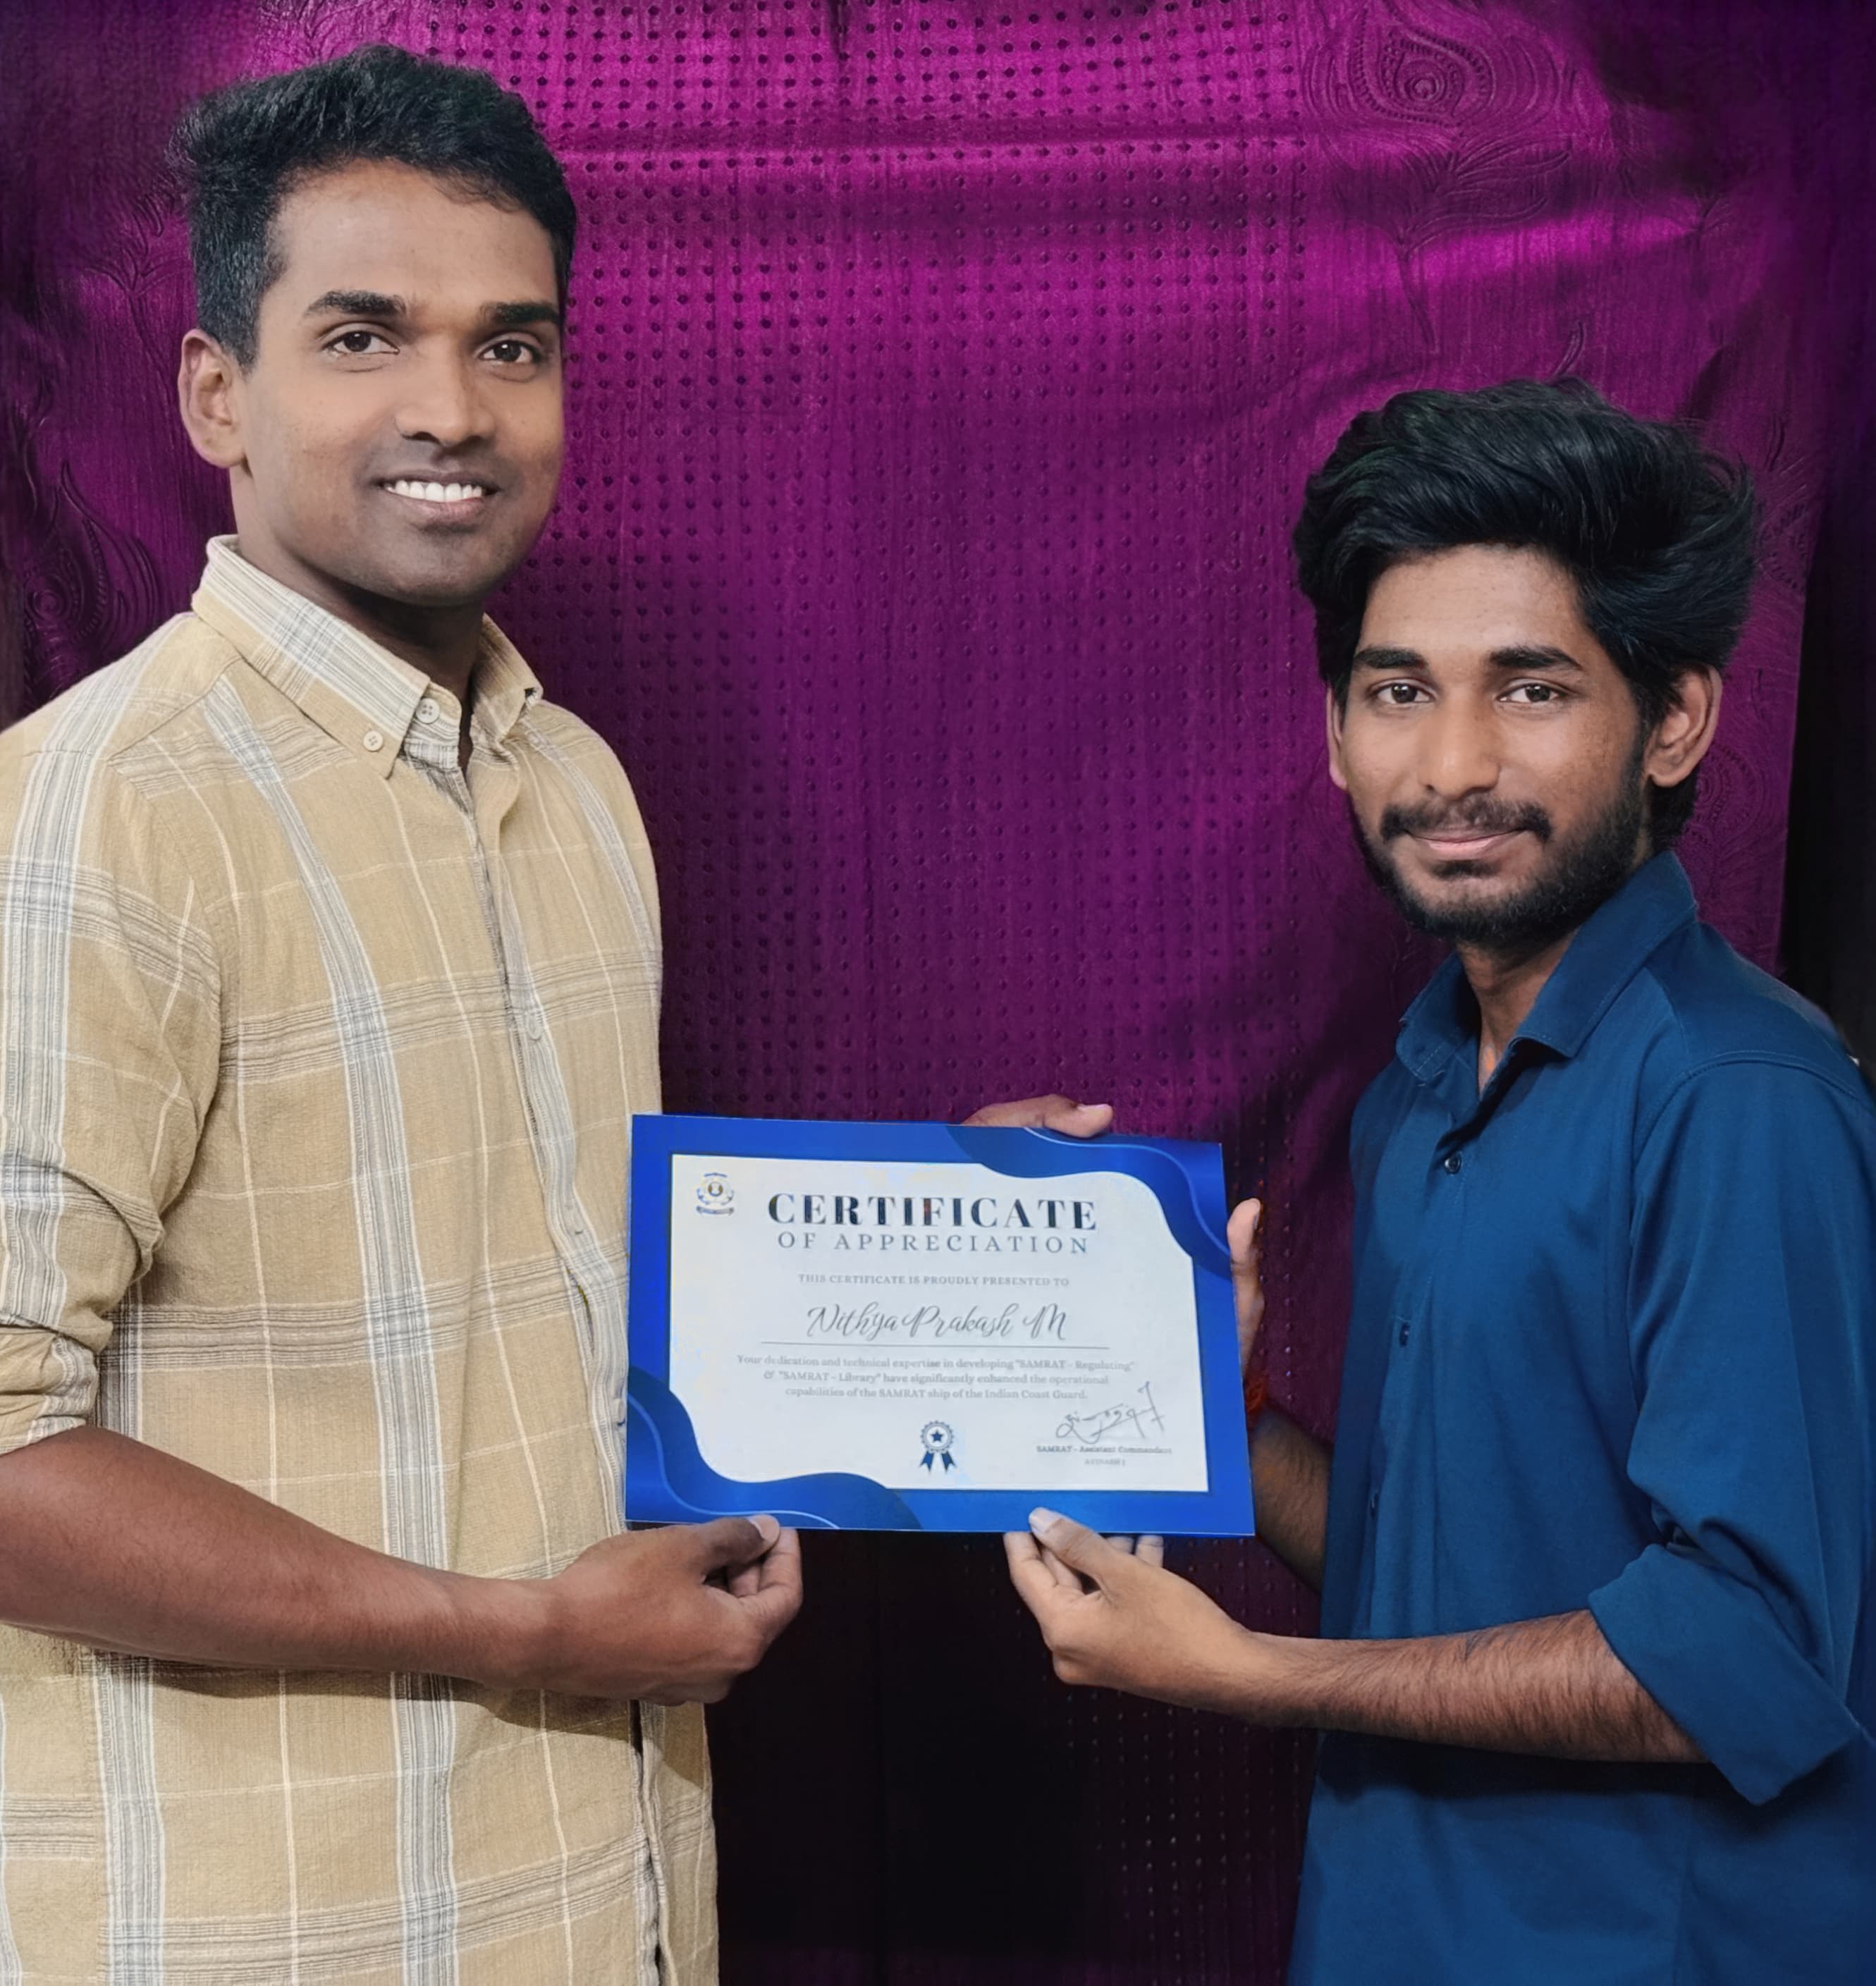 CERTIFICATE
OF APPRECIATION
THIS CERTIFICATE IS PROUDLY PRESENTED TO
Nithya Prakash M
Your dedication and technical expertise in developing "SAMRAT - Regulating"
& "SAMRAT - Library" have significantly enhanced the operational
capabilities of the SAMRAT ship of the Indian Coast Guard.
SAMRAT - Assistant Commandant